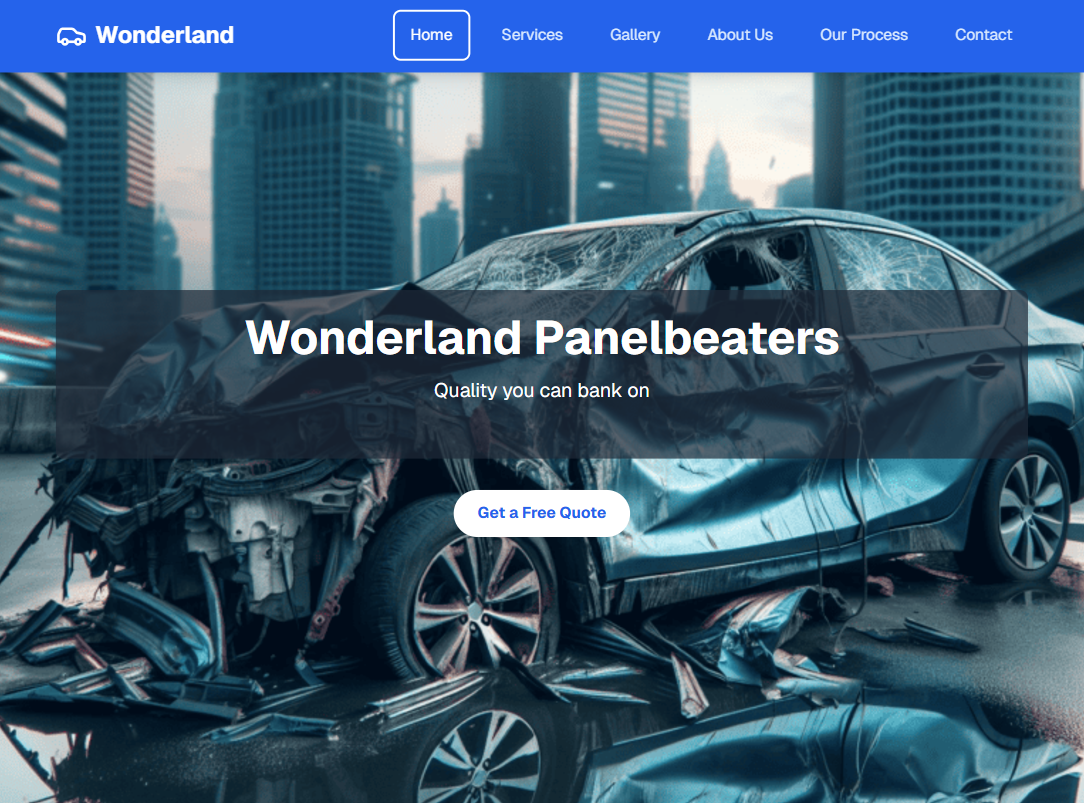 Wonderland
Home
Services
Gallery
About Us
Our Process
Contact
Wonderland Panelbeaters
Quality you can bank on
Get a Free Quote